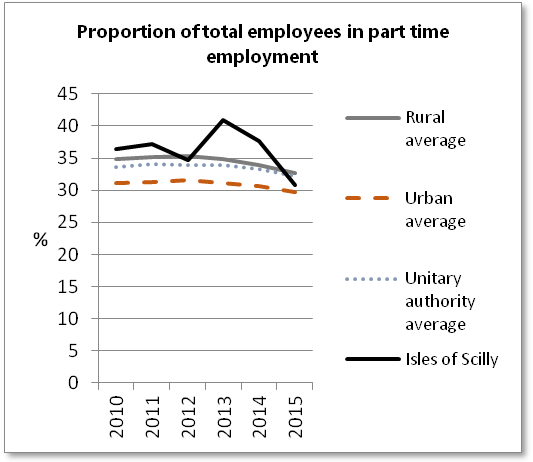 Proportion of total employees in part time
employment
45
40
35
30
25
20
15
10
5
0
%
2010
2011
2012
2013
2014
2015
Rural
average
Urban
average
Unitary
authority
average
Isles of Scilly